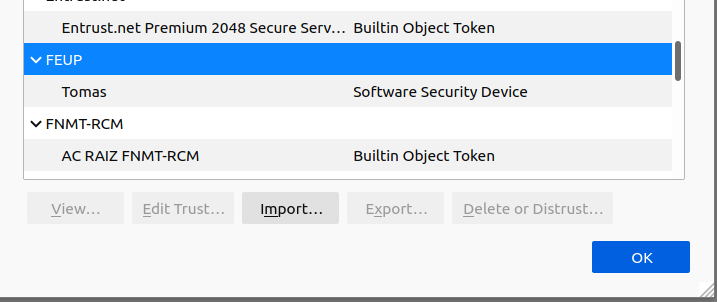 Entrust.net Premium 2048 Secure Serv… Builtin Object Token
FEUP
Tomas Software Security Device
FNMT-RCM
AC RAIZ FNMT-RCM Builtin Object Token
View… Edit Trust… Import… Export… Delete or Distrust…
OK